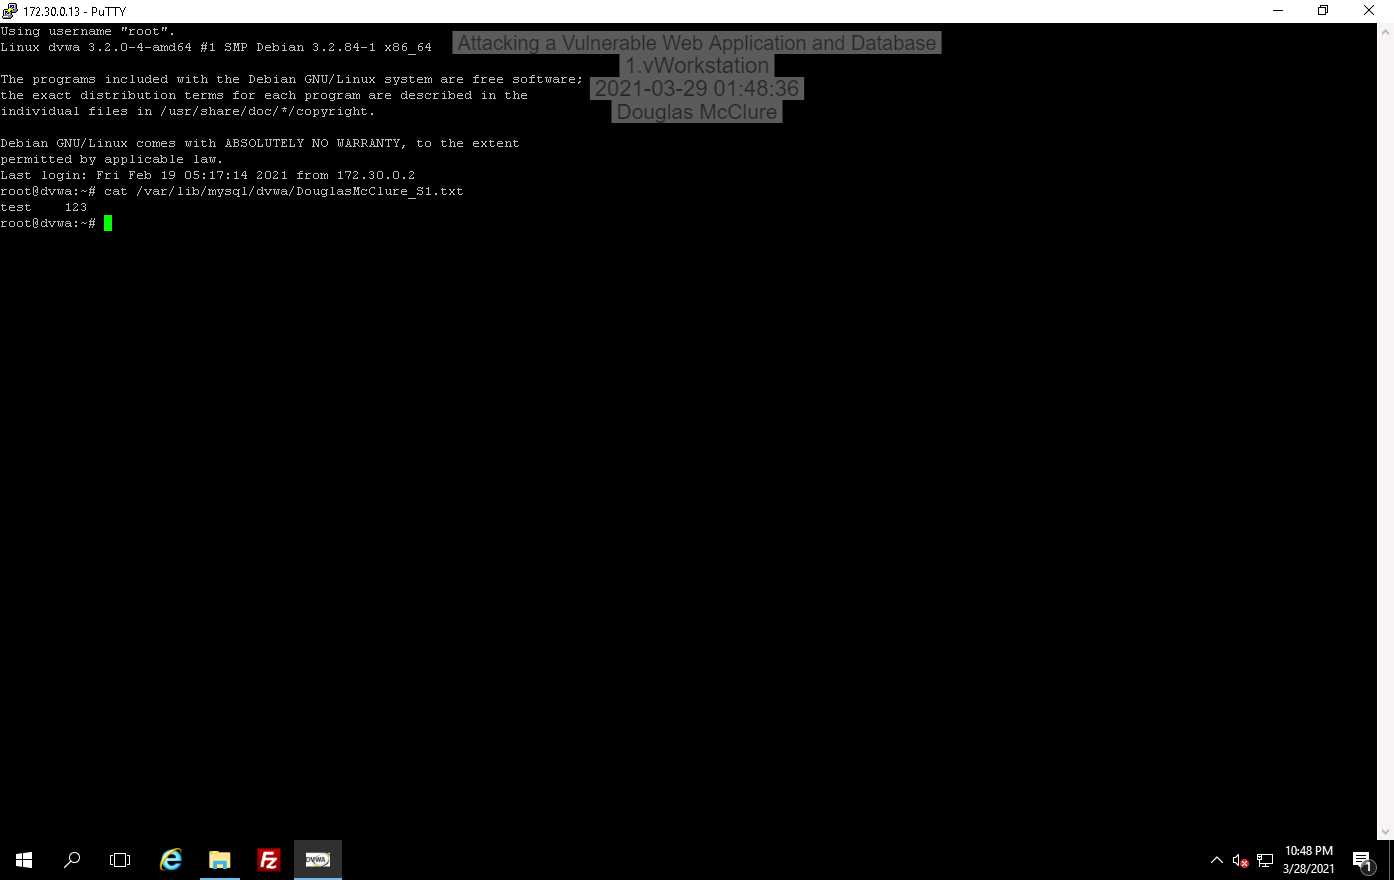 172.30.0.13 - PuTTY
Using username "root".
Linux dvwa 3.2.0-4-amd64 #1 SMP Debian 3.2.84-1 x86_64
Attacking a Vulnerable Web Application and Database
1.vWorkstation
2021-03-29 01:48:36
Douglas McClure
The programs included with the Debian GNU/Linux system are free software;
the exact distribution terms for each program are described in the
individual files in /usr/share/doc/*/copyright.
Debian GNU/Linux comes with ABSOLUTELY NO WARRANTY, to the extent
permitted by applicable law.
Last login: Fri Feb 19 05:17:14 2021 from 172.30.0.2
root@dvwa:~# cat /var/lib/mysql/dvwa/DouglasMcClure_S1.txt
test    123
root@dvwa:~#
DVWA
10:48 PM
3/28/2021
1